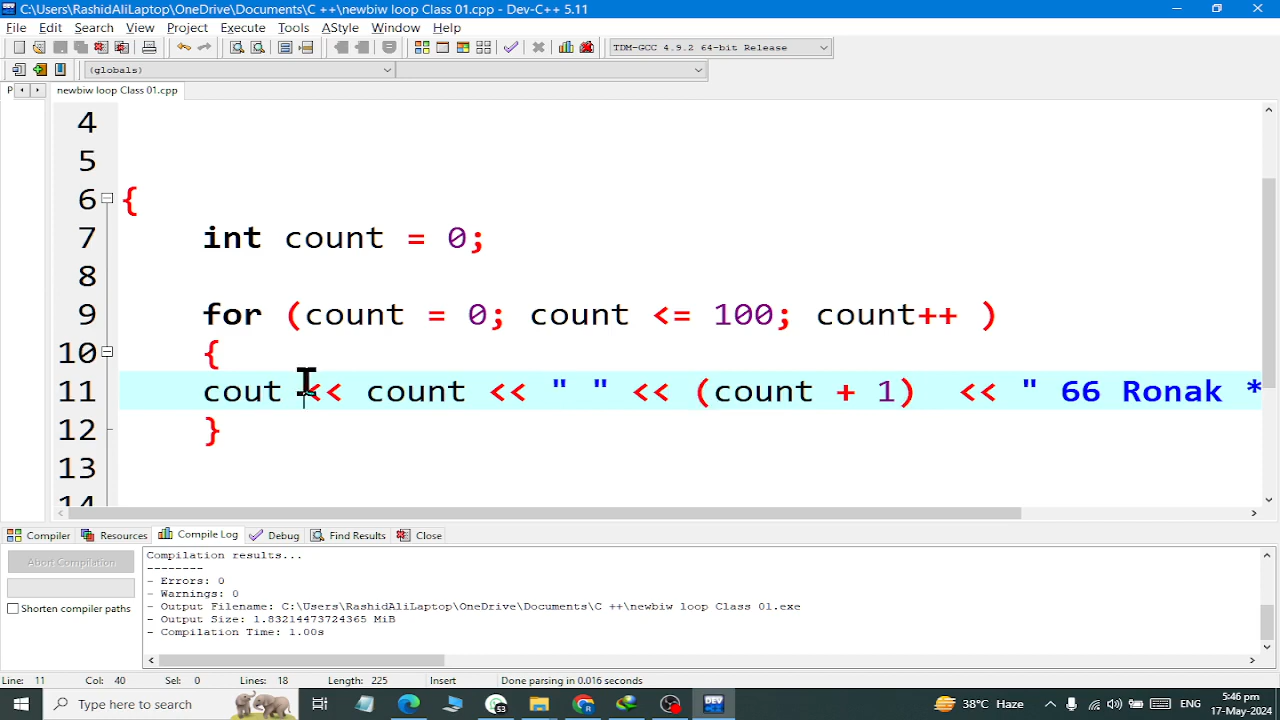 C:\Users\RashidAliLaptop\OneDrive\Documents\C ++\newbiw loop Class 01.cpp - Dev-C++ 5.11
File Edit Search View Project Execute Tools AStyle Window Help
TDM-GCC 4.9.2 64-bit Release
(globals)
P newbiw loop Class 01.cpp
4
5
6 {
7 int count = 0;
8
9 for (count = 0; count <= 100; count++ )
10 {
11 cout << count << " " << (count + 1) << " 66 Ronak *
12 }
13
14
Compiler Resources Compile Log Debug Find Results Close
Abort Compilation
Shorten compiler paths
Compilation results...
--------
- Errors: 0
- Warnings: 0
- Output Filename: C:\Users\RashidAliLaptop\OneDrive\Documents\C ++\newbiw loop Class 01.exe
- Output Size: 1.83214473724365 MiB
- Compilation Time: 1.00s
Line: 11 Col: 40 Sel: 0 Lines: 18 Length: 225 Insert Done parsing in 0.016 seconds
Type here to search
DEV
38°C Haze
5:46 pm
17-May-2024